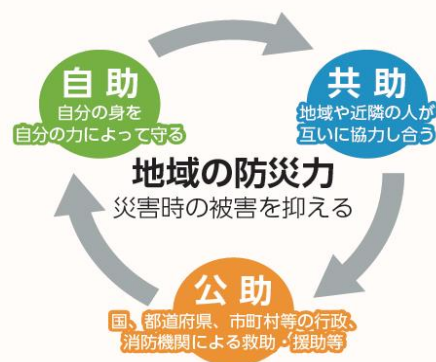 自助
自分の身を
自分の力によって守る
共助
地域や近隣の人が
互いに協力し合う
地域の防災力
災害時の被害を抑える
公助
国、都道府県、市町村等の行政、
消防機関による救助・援助等